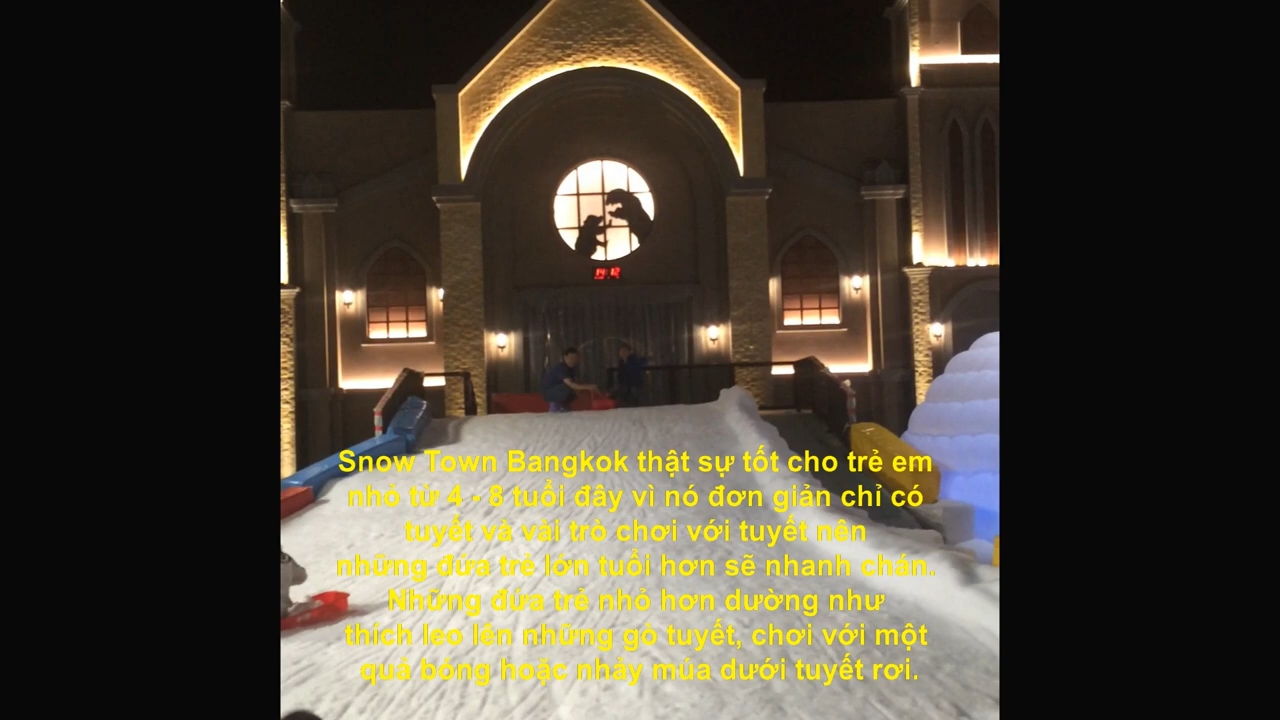 Snow Town Bangkok thật sự tốt cho trẻ em
nhỏ từ 4 - 8 tuổi đây vì nó đơn giản chỉ có
tuyết và vài trò chơi với tuyết nên
những đứa trẻ lớn tuổi hơn sẽ nhanh chán.
Những đứa trẻ nhỏ hơn dường như
thích leo lên những gò tuyết, chơi với một
quả bóng hoặc nhảy múa dưới tuyết rơi.